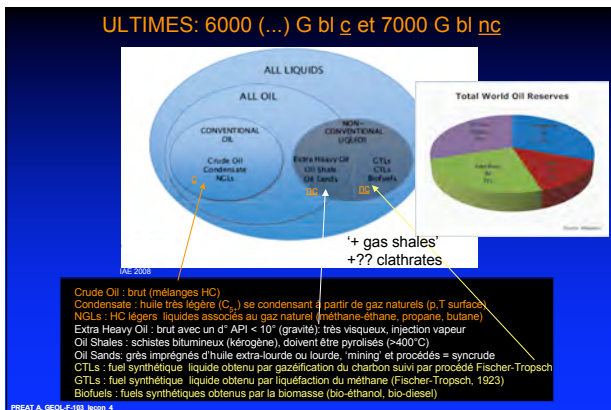 ULTIMES: 6000 (...) G bl c et 7000 G bl nc
ALL LIQUIDS
ALL OIL
CONVENTIONAL
OIL
Crude Oil
Condensate
NGLs
c
NON-
CONVENTIONAL
LIQUIDS
Extra Heavy Oil
Oil Shale
Oil Sands
nc
GTLs
CTLs
Biofuels
nc
Total World Oil Reserves
'+ gas shales'
+?? clathrates
IAE 2008
Crude Oil : brut (mélanges HC)
Condensate : huile très légère (C5+) se condensant à partir de gaz naturels (p,T surface)
NGLs : HC légers liquides associés au gaz naturel (méthane-éthane, propane, butane)
Extra Heavy Oil : brut avec un d° API < 10° (gravité): très visqueux, injection vapeur
Oil Shales : schistes bitumineux (kérogène), doivent être pyrolisés (>400°C)
Oil Sands: grès imprégnés d'huile extra-lourde ou lourde, 'mining' et procédés = syncrude
CTLs : fuel synthétique liquide obtenu par gazéification du charbon suivi par procédé Fischer-Tropsch
GTLs : fuel synthétique liquide obtenu par liquéfaction du méthane (Fischer-Tropsch, 1923)
Biofuels : fuels synthétiques obtenus par la biomasse (bio-éthanol, bio-diesel)
PREAT A. GEOL-F-103 leçon 4